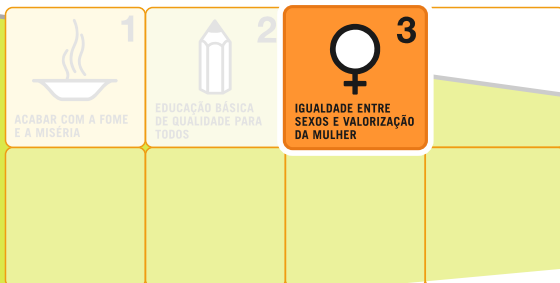 1
ACABAR COM A FOME
E A MISÉRIA
2
EDUCAÇÃO BÁSICA
DE QUALIDADE PARA
TODOS
3
IGUALDADE ENTRE
SEXOS E VALORIZAÇÃO
DA MULHER